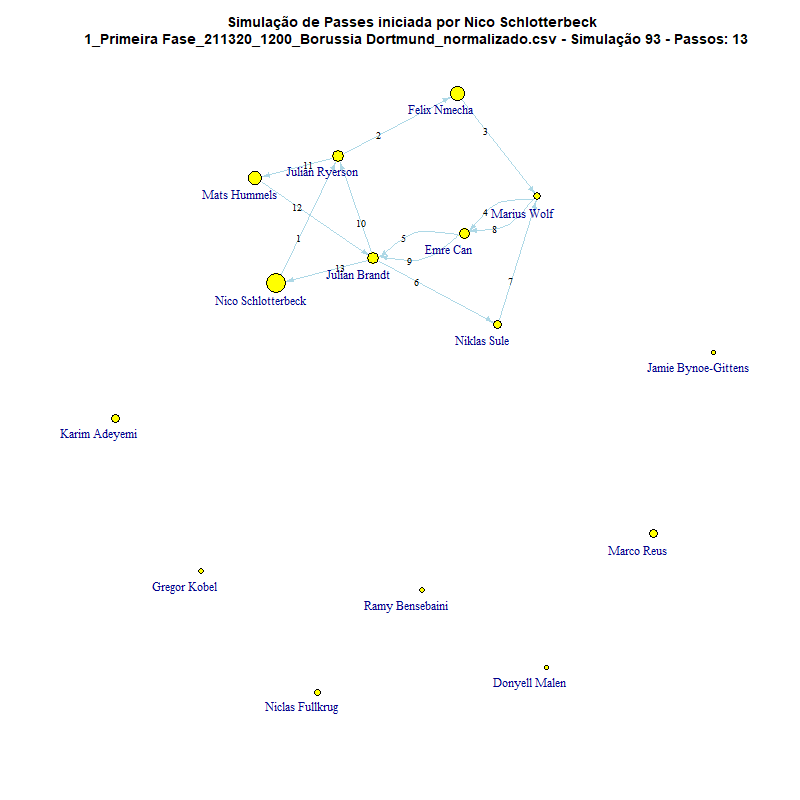 Simulação de Passes iniciada por Nico Schlotterbeck
1_Primeira Fase_211320_1200_Borussia Dortmund_normalizado.csv - Simulação 93 - Passos: 13
Felix Nmecha
2
3
11
Julian Ryerson
Mats Hummels
12
Marius Wolf
4
10
8
1
5
Emre Can
9
13
Julian Brandt
6
7
Nico Schlotterbeck
Niklas Sule
Jamie Bynoe-Gittens
Karim Adeyemi
Marco Reus
Gregor Kobel
Ramy Bensebaini
Donyell Malen
Niclas Fullkrug